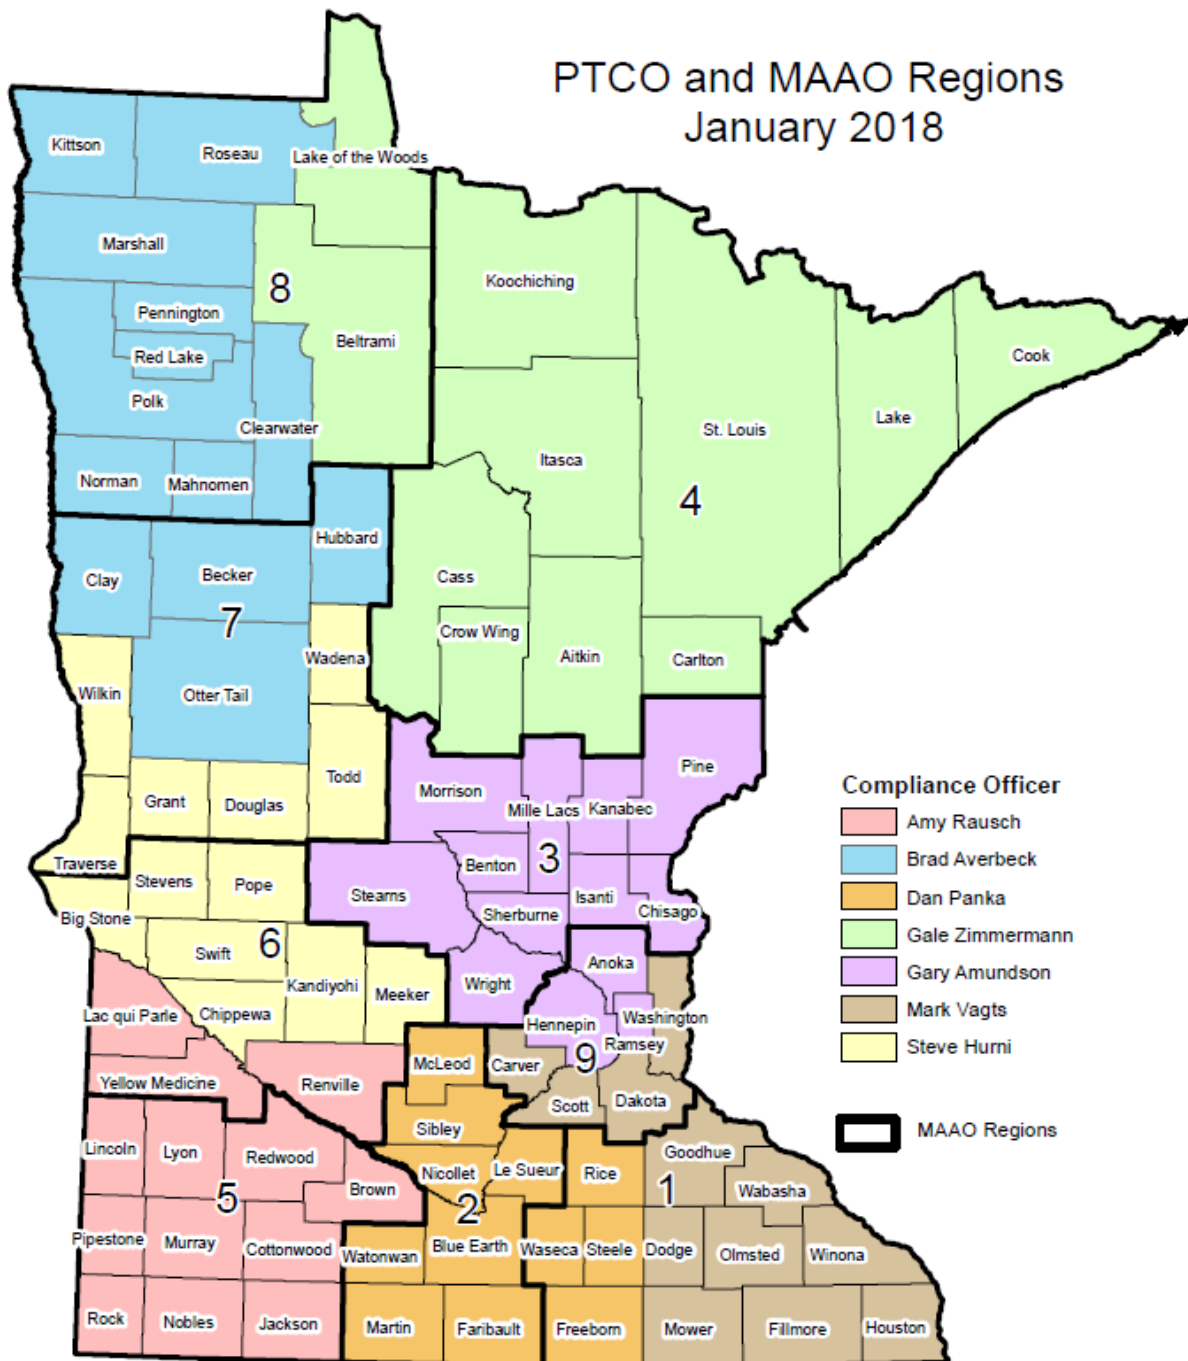 PTCO and MAAO Regions
January 2018
Kittson
Roseau
Lake of the Woods
Marshall
8
Koochiching
Pennington
Beltrami
Red Lake
Cook
Polk
Clearwater
St. Louis
Lake
Itasca
Norman
Mahnomen
4
Hubbard
Clay
Becker
Cass
7
Crow Wing
Wadena
Aitkin
Carlton
Wilkin
Otter Tail
Pine
Todd
Morrison
Grant
Douglas
Mille Lacs
Kanabec
Compliance Officer
Amy Rausch
Brad Averbeck
Dan Panka
Gale Zimmermann
Gary Amundson
Mark Vagts
Steve Hurni
MAAO Regions
Traverse
Benton
3
Stevens
Pope
Stearns
Isanti
Big Stone
Sherburne
Chisago
6
Swift
Anoka
Kandiyohi
Wright
Meeker
Chippewa
Lac qui Parle
Hennepin
Washington
Ramsey
9
McLeod
Carver
Yellow Medicine
Renville
Scott
Dakota
Sibley
Lincoln
Lyon
Redwood
Goodhue
Nicollet
Le Sueur
Rice
Brown
1
Wabasha
5
2
Pipestone
Murray
Cottonwood
Watonwan
Blue Earth
Waseca
Steele
Dodge
Olmsted
Winona
Rock
Nobles
Jackson
Martin
Faribault
Freeborn
Mower
Fillmore
Houston